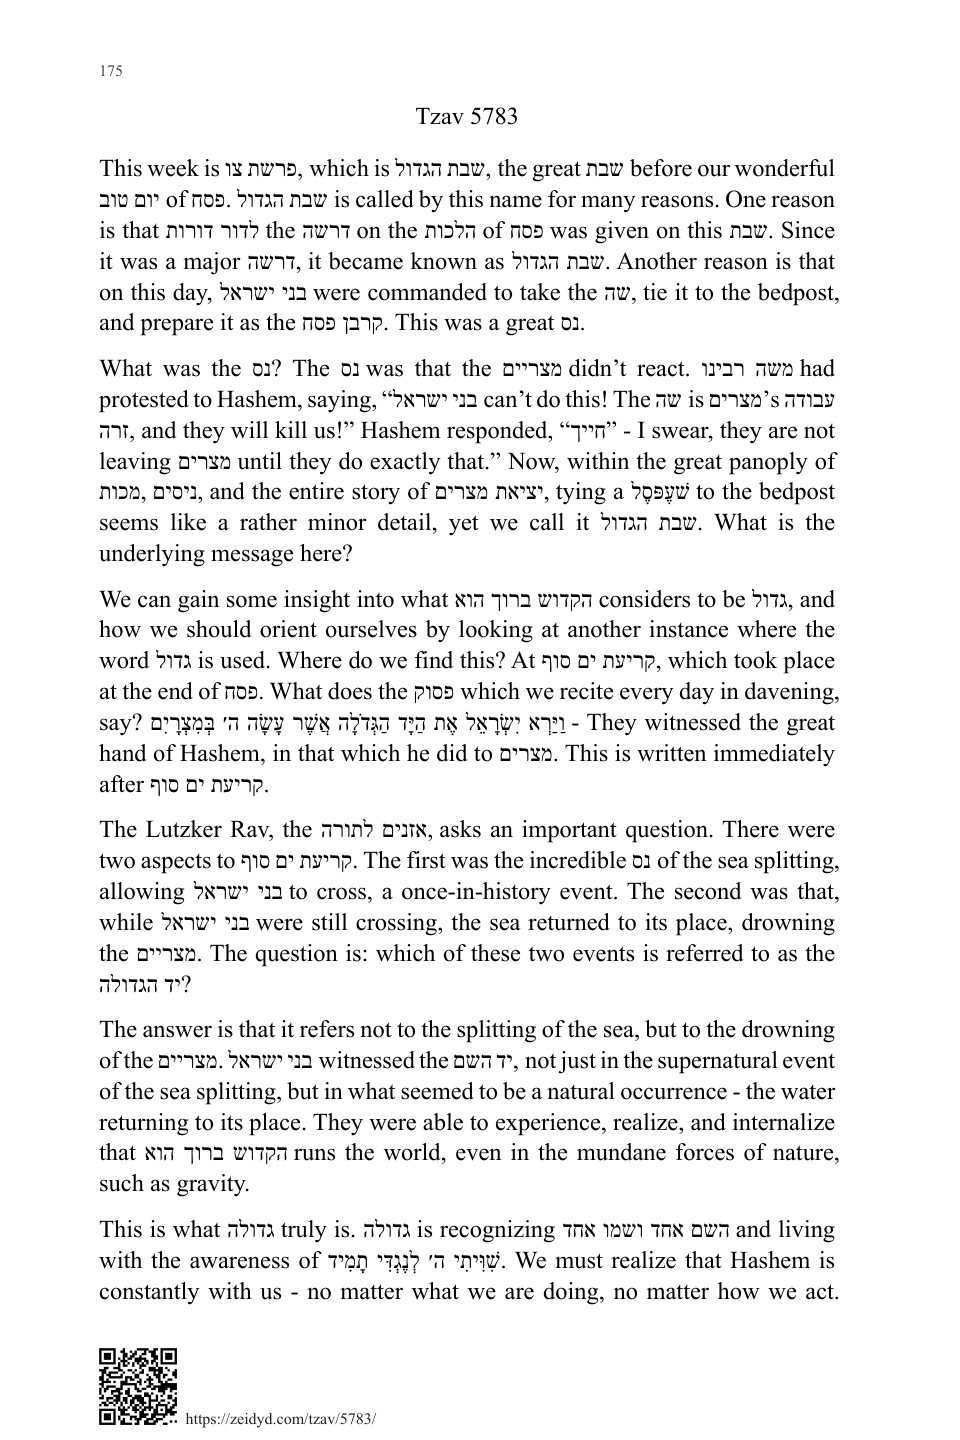 175
Tzav 5783
This week is פרשת צו, which is שבת הגדול, the great שבת before our wonderful
יום טוב of פסח. שבת הגדול is called by this name for many reasons. One reason
is that לדור דורות the דרשה on the הלכות of פסח was given on this שבת. Since
it was a major דרשה, it became known as שבת הגדול. Another reason is that
on this day, בני ישראל were commanded to take the שה, tie it to the bedpost,
and prepare it as the קרבן פסח. This was a great נס.
What was the נס? The נס was that the מצריים didn’t react. משה רבינו had
protested to Hashem, saying, “בני ישראל can’t do this! The שה is מצרים’s עבודה
זרה, and they will kill us!” Hashem responded, “חייך” - I swear, they are not
leaving מצרים until they do exactly that.” Now, within the great panoply of
מכות, ניסים, and the entire story of יציאת מצרים, tying a שֶׁעֶפּסֶל to the bedpost
seems like a rather minor detail, yet we call it שבת הגדול. What is the
underlying message here?
We can gain some insight into what הקדוש ברוך הוא considers to be גדול, and
how we should orient ourselves by looking at another instance where the
word גדול is used. Where do we find this? At קריעת ים סוף, which took place
at the end of פסח. What does the פסוק which we recite every day in davening,
say? וַיַּרְא יִשְׂרָאֵל אֶת הַיָּד הַגְּדֹלָה אֲשֶׁר עָשָׂה ה׳ בְּמִצְרָיִם - They witnessed the great
hand of Hashem, in that which he did to מצרים. This is written immediately
after קריעת ים סוף.
The Lutzker Rav, the אזנים לתורה, asks an important question. There were
two aspects to קריעת ים סוף. The first was the incredible נס of the sea splitting,
allowing בני ישראל to cross, a once-in-history event. The second was that,
while בני ישראל were still crossing, the sea returned to its place, drowning
the מצריים. The question is: which of these two events is referred to as the
יד הגדולה?
The answer is that it refers not to the splitting of the sea, but to the drowning
of the מצריים. בני ישראל witnessed the יד השם, not just in the supernatural event
of the sea splitting, but in what seemed to be a natural occurrence - the water
returning to its place. They were able to experience, realize, and internalize
that הקדוש ברוך הוא runs the world, even in the mundane forces of nature,
such as gravity.
This is what גדולה truly is. גדולה is recognizing השם אחד ושמו אחד and living
with the awareness of שִׁוִּיתִי ה׳ לְנֶגְדִּי תָמִיד. We must realize that Hashem is
constantly with us - no matter what we are doing, no matter how we act.
https://zeidyd.com/tzav/5783/